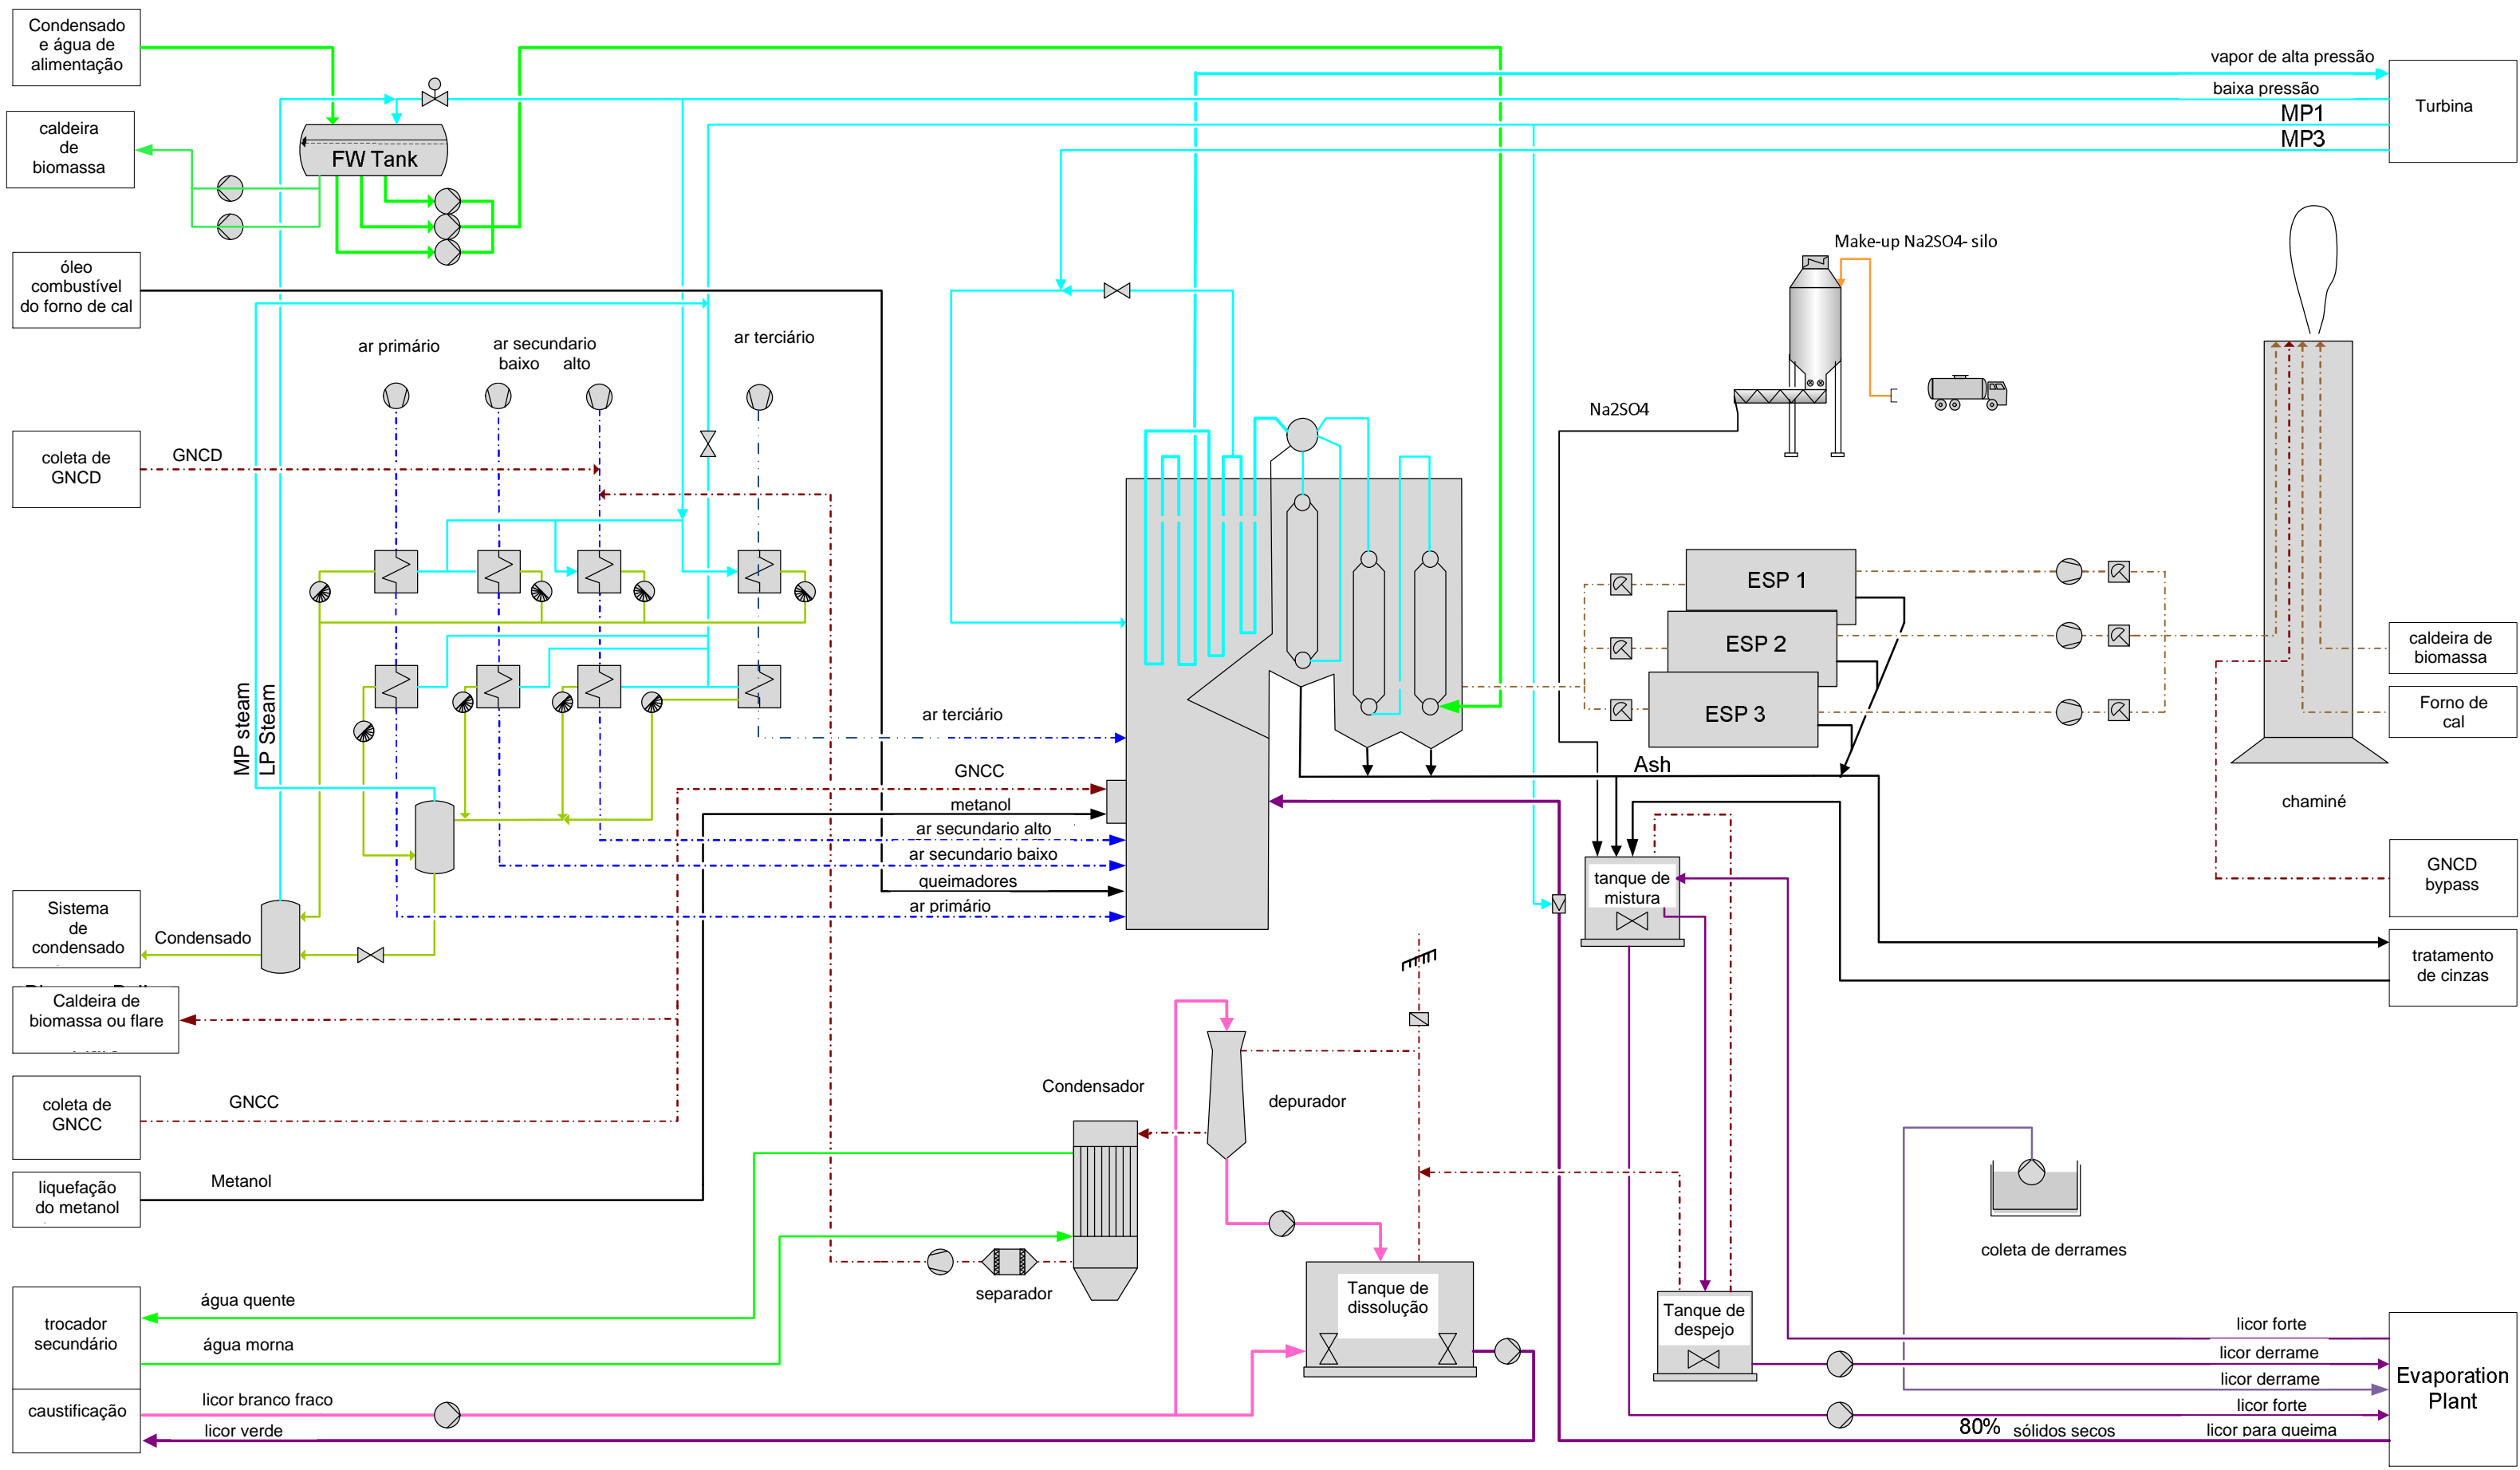 Condensado
e água de
alimentação
vapor de alta pressão
baixa pressão
MP1
MP3
Turbina
caldeira
de
biomassa
FW Tank
óleo
combustível
do forno de cal
Make-up Na2SO4- silo
ar primário
ar secundario
baixo alto
ar terciário
Na2SO4
coleta de
GNCD
GNCD
ESP 1
ESP 2
ESP 3
caldeira de
biomassa
Forno de
cal
MP steam
LP Steam
ar terciário
GNCC
metanol
ar secundario alto
ar secundario baixo
queimadores
ar primário
Ash
chaminé
tanque de
mistura
GNCD
bypass
Sistema
de
condensado
Condensado
tratamento
de cinzas
Caldeira de
biomassa ou flare
coleta de
GNCC
GNCC
Condensador
depurador
liquefação
do metanol
Metanol
coleta de derrames
separador
Tanque de
dissolução
Tanque de
despejo
trocador
secundário
água quente
água morna
caustificação
licor branco fraco
licor verde
licor forte
licor derrame
licor derrame
licor forte
80% sólidos secos
licor para queima
Evaporation
Plant